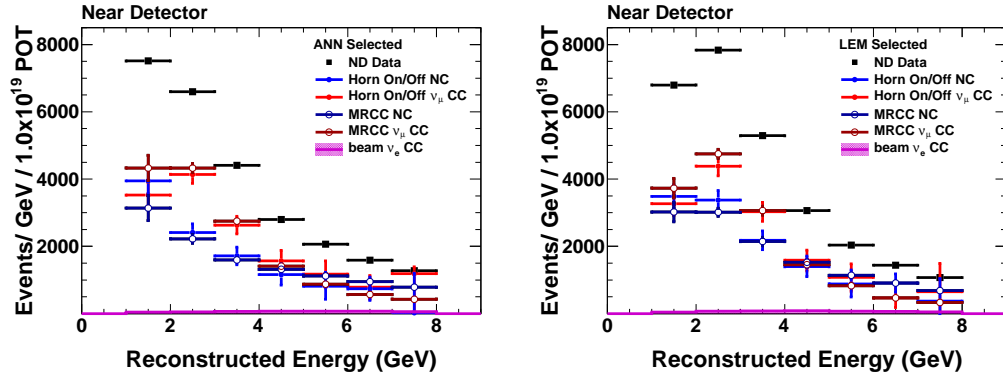 Near Detector
Events/ GeV / 1.0x10¹⁹ POT
8000
6000
4000
2000
0
2
4
6
8
ANN Selected
ND Data
Horn On/Off NC
Horn On/Off νμ CC
MRCC NC
MRCC νμ CC
beam νe CC
Reconstructed Energy (GeV)
Near Detector
Events/ GeV / 1.0x10¹⁹ POT
8000
6000
4000
2000
0
2
4
6
8
LEM Selected
ND Data
Horn On/Off NC
Horn On/Off νμ CC
MRCC NC
MRCC νμ CC
beam νe CC
Reconstructed Energy (GeV)